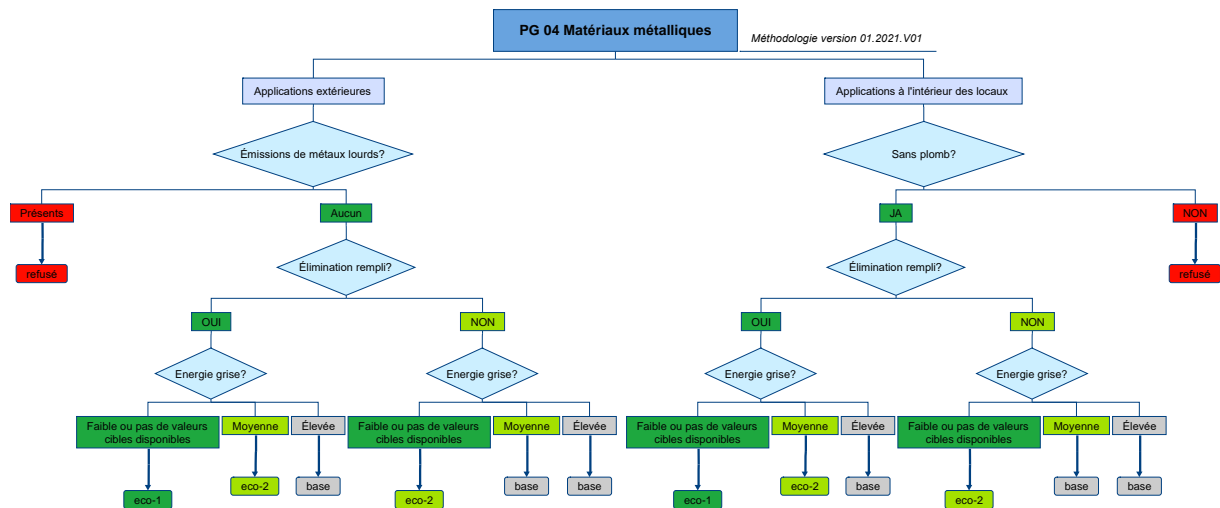 PG 04 Matériaux métalliques
Méthodologie version 01.2021.V01
Applications extérieures
Applications à l'intérieur des locaux
Émissions de métaux lourds?
Sans plomb?
Présents
Aucun
JA
NON
refusé
Élimination rempli?
Élimination rempli?
refusé
OUI
NON
OUI
NON
Energie grise?
Energie grise?
Energie grise?
Energie grise?
Faible ou pas de valeurs
cibles disponibles
Moyenne
Élevée
Faible ou pas de valeurs
cibles disponibles
Moyenne
Élevée
Faible ou pas de valeurs
cibles disponibles
Moyenne
Élevée
Faible ou pas de valeurs
cibles disponibles
Moyenne
Élevée
eco-1
eco-2
base
eco-2
base
base
eco-1
eco-2
base
eco-2
base
base